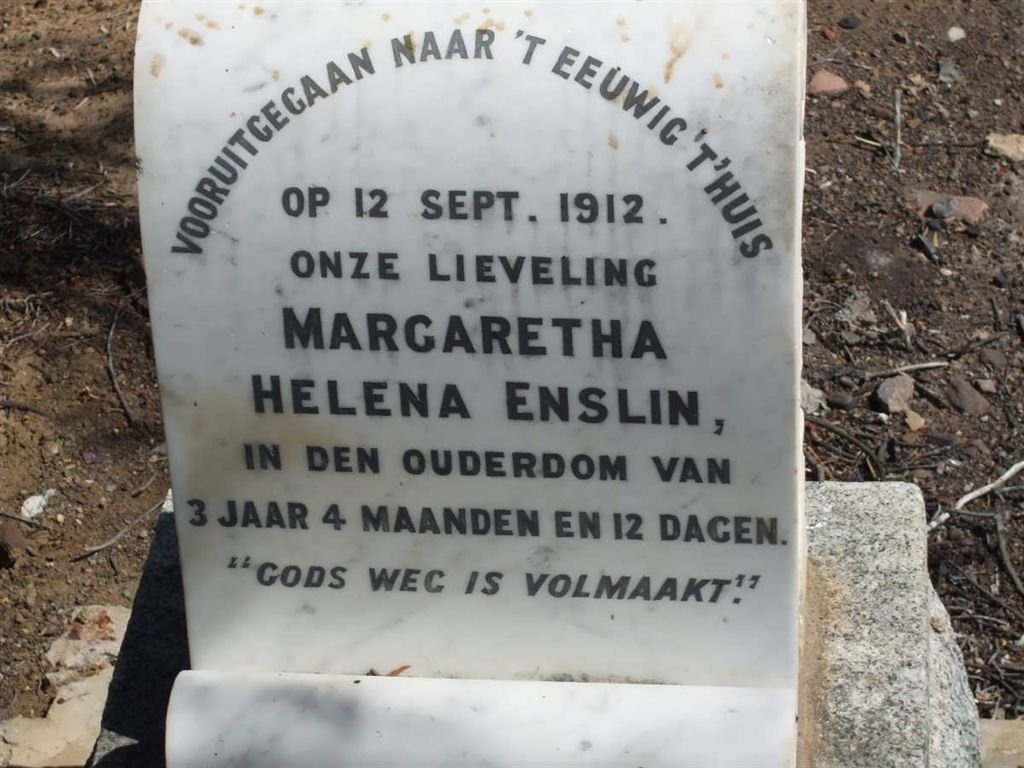 VOORUITGEGAAN NAAR 'T EEUWIG 'T'HUIS
OP 12 SEPT. 1912.
ONZE LIEVELING
MARGARETHA
HELENA ENSLIN,
IN DEN OUDERDOM VAN
3 JAAR 4 MAANDEN EN 12 DAGEN.
"GODS WEG IS VOLMAAKT."